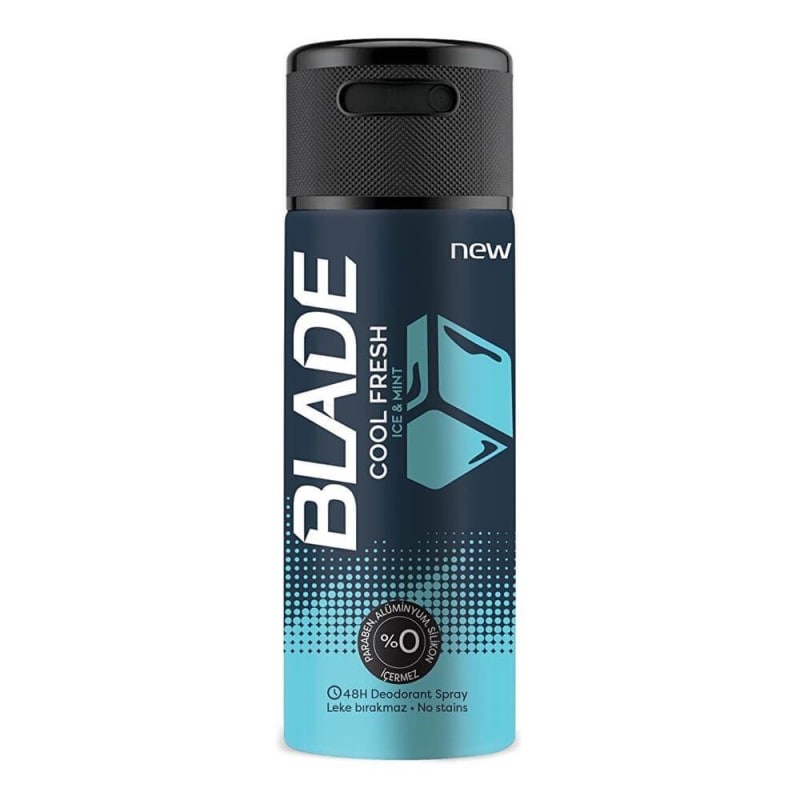 new
BLADE
COOL FRESH
ICE & MINT
PARABEN, ALÜMİNYUM, SİLİKON
%0
İÇERMEZ
48H Deodorant Spray
Leke bırakmaz • No stains